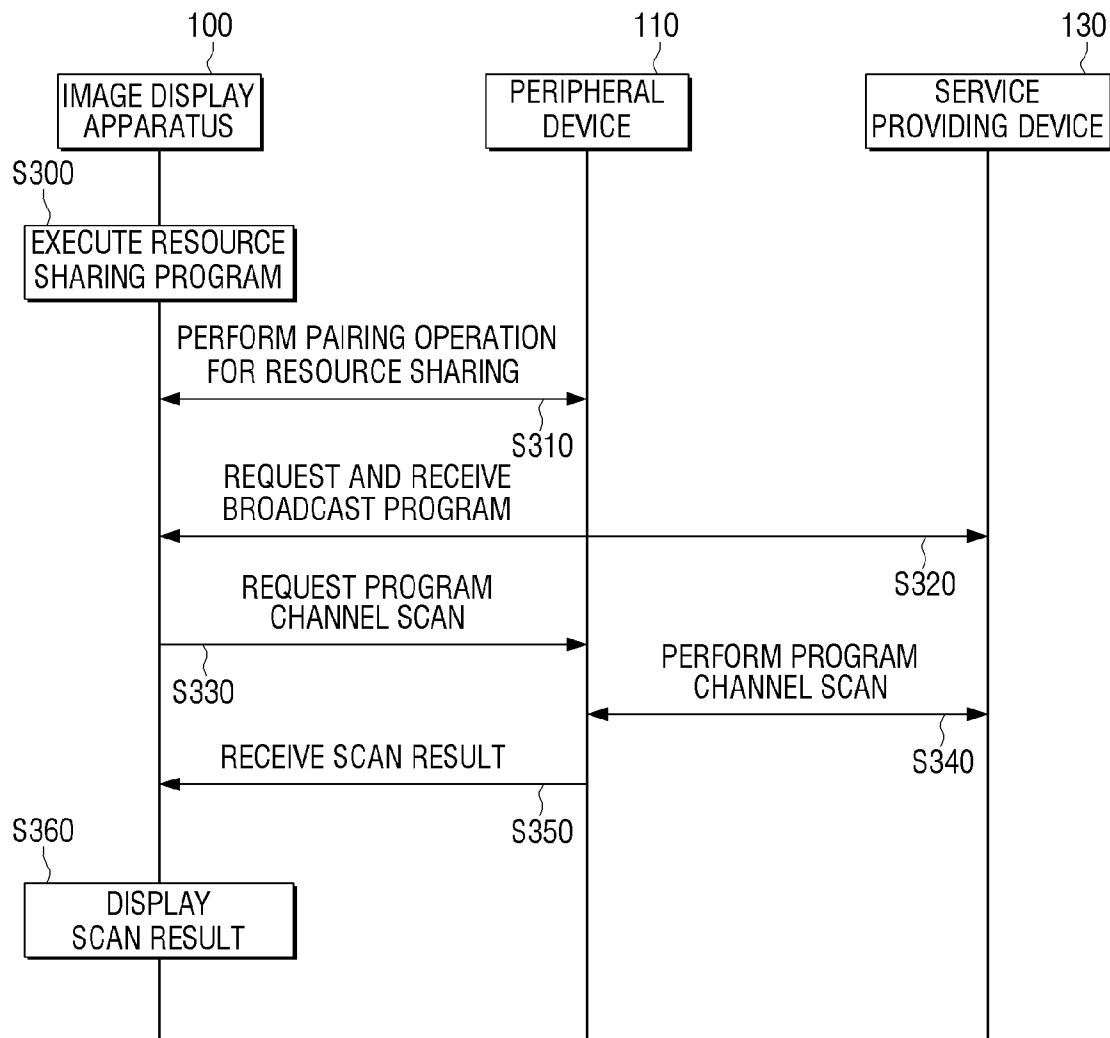 100
110
130
IMAGE DISPLAY
APPARATUS
PERIPHERAL
DEVICE
SERVICE
PROVIDING DEVICE
S300
EXECUTE RESOURCE
SHARING PROGRAM
PERFORM PAIRING OPERATION
FOR RESOURCE SHARING
S310
REQUEST AND RECEIVE
BROADCAST PROGRAM
S320
REQUEST PROGRAM
CHANNEL SCAN
S330
PERFORM PROGRAM
CHANNEL SCAN
S340
RECEIVE SCAN RESULT
S350
S360
DISPLAY
SCAN RESULT